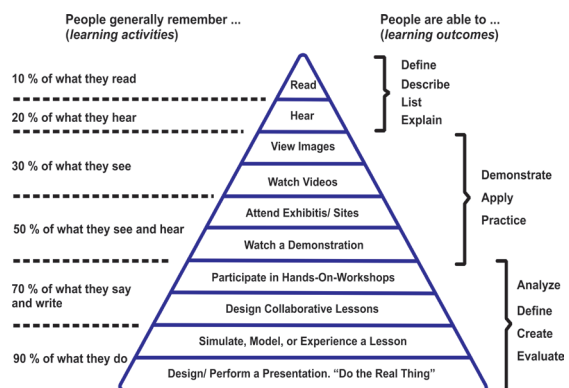 People generally remember ...
(learning activities)
People are able to ...
(learning outcomes)
10 % of what they read
20 % of what they hear
30 % of what they see
50 % of what they see and hear
70 % of what they say
and write
90 % of what they do
Read
Hear
View Images
Watch Videos
Attend Exhibitis/ Sites
Watch a Demonstration
Participate in Hands-On-Workshops
Design Collaborative Lessons
Simulate, Model, or Experience a Lesson
Design/ Perform a Presentation. “Do the Real Thing”
Define
Describe
List
Explain
Demonstrate
Apply
Practice
Analyze
Define
Create
Evaluate